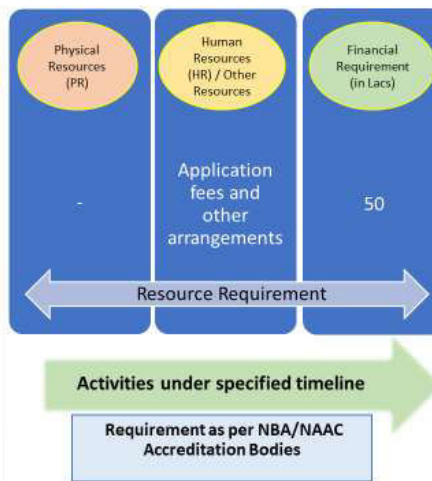 Physical
Resources
(PR)
Human
Resources
(HR) / Other
Resources
Financial
Requirement
(in Lacs)
-
Application
fees and
other
arrangements
50
Resource Requirement
Activities under specified timeline
Requirement as per NBA/NAAC
Accreditation Bodies